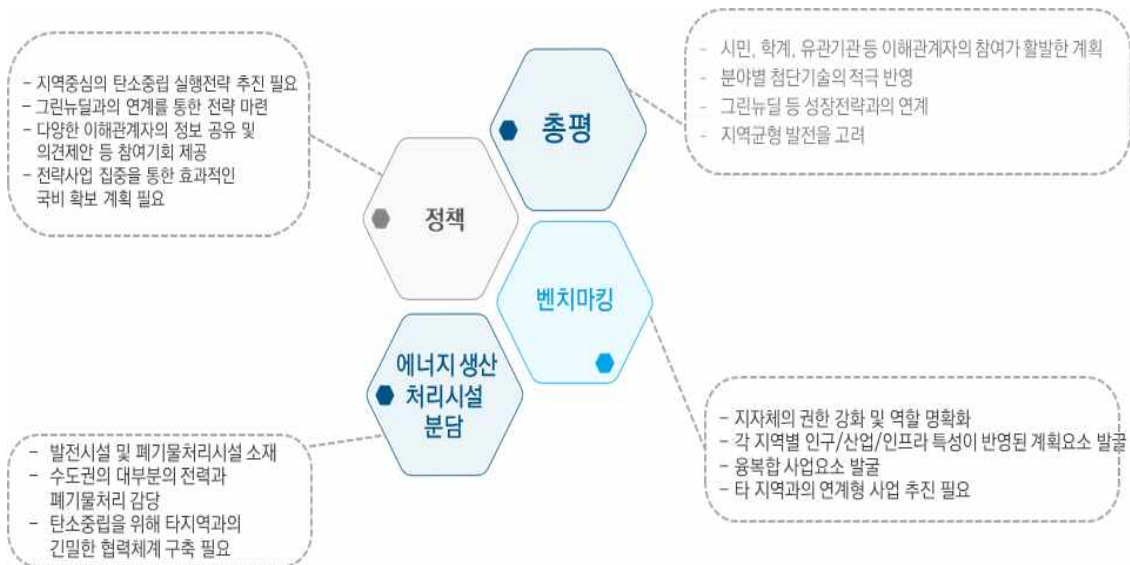 - 지역중심의 탄소중립 실행전략 추진 필요
- 그린뉴딜과의 연계를 통한 전략 마련
- 다양한 이해관계자의 정보 공유 및
의견제안 등 참여기회 제공
- 전략사업 집중을 통한 효과적인
국비 확보 계획 필요
총평
- 시민, 학계, 유관기관 등 이해관계자의 참여가 활발한 계획
- 분야별 첨단기술의 적극 반영
- 그린뉴딜 등 성장전략과의 연계
- 지역균형 발전을 고려
정책
벤치마킹
에너지 생산
처리시설
분담
- 발전시설 및 폐기물처리시설 소재
- 수도권의 대부분의 전력과
폐기물처리 감당
- 탄소중립을 위해 타지역과의
긴밀한 협력체계 구축 필요
- 지자체의 권한 강화 및 역할 명확화
- 각 지역별 인구/산업/인프라 특성이 반영된 계획요소 발굴
- 융복합 사업요소 발굴
- 타 지역과의 연계형 사업 추진 필요